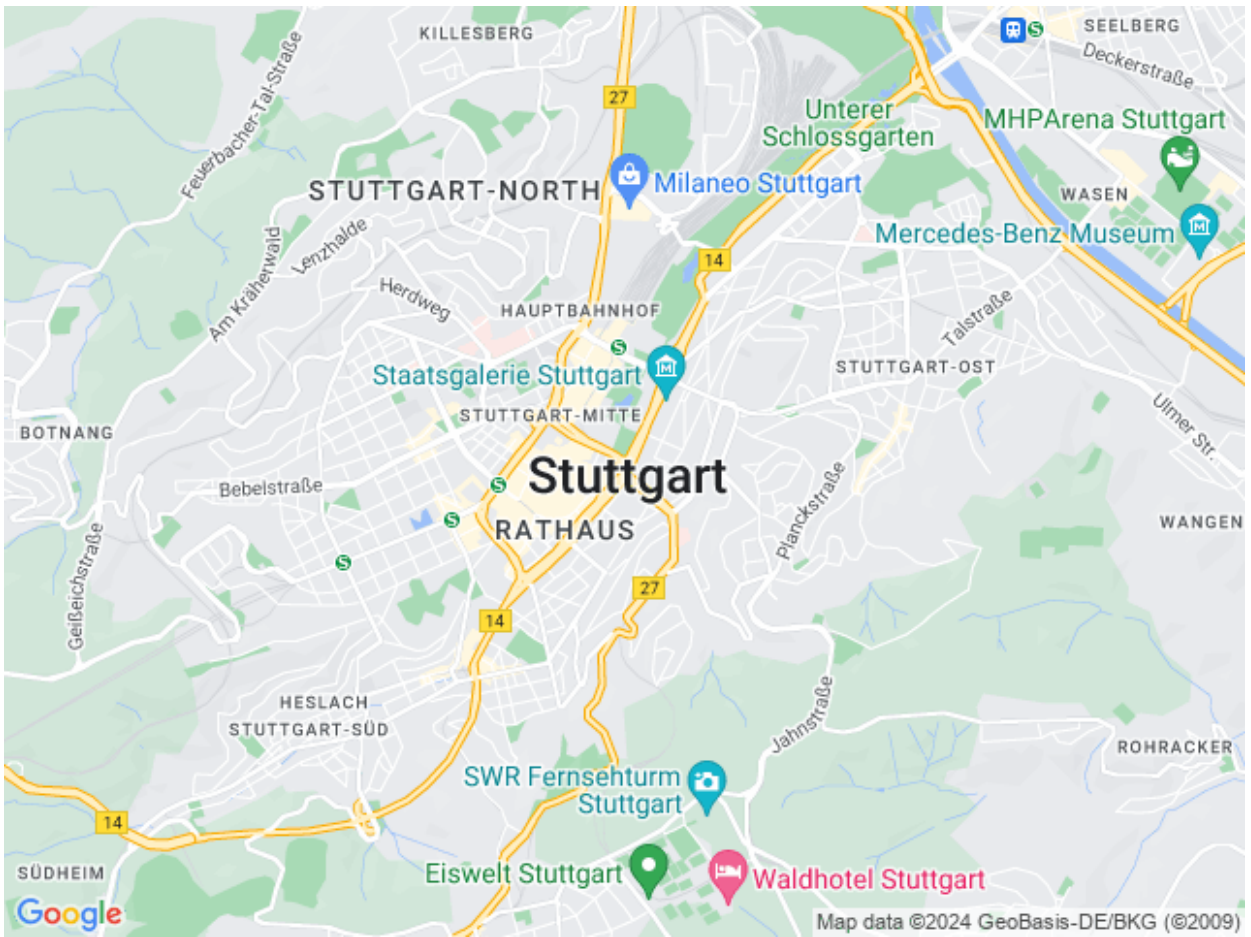 KILLESBERG
SEELBERG
Deckerstraße
27
Unterer
Schlossgarten
MHPArena Stuttgart
Feuerbacher-Tal-Straße
STUTTGART-NORTH
Milaneo Stuttgart
WASEN
Mercedes-Benz Museum
Lenzhalde
Am Kräherwald
14
Herdweg
HAUPTBAHNHOF
Talstraße
Staatsgalerie Stuttgart
STUTTGART-OST
STUTTGART-MITTE
Ulmer Str.
BOTNANG
Stuttgart
Bebelstraße
RATHAUS
Planckstraße
WANGEN
Geißeichstraße
27
14
HESLACH
STUTTGART-SÜD
Jahnstraße
ROHRACKER
SWR Fernsehturm
Stuttgart
14
SÜDHEIM
Eiswelt Stuttgart
Waldhotel Stuttgart
Google
Map data ©2024 GeoBasis-DE/BKG (©2009)